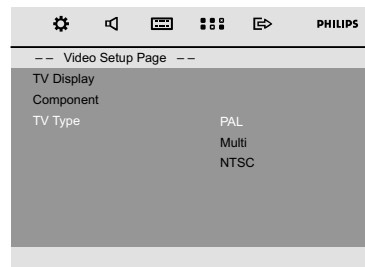 PHILIPS
-- Video Setup Page --
TV Display
Component
TV Type PAL
Multi
NTSC